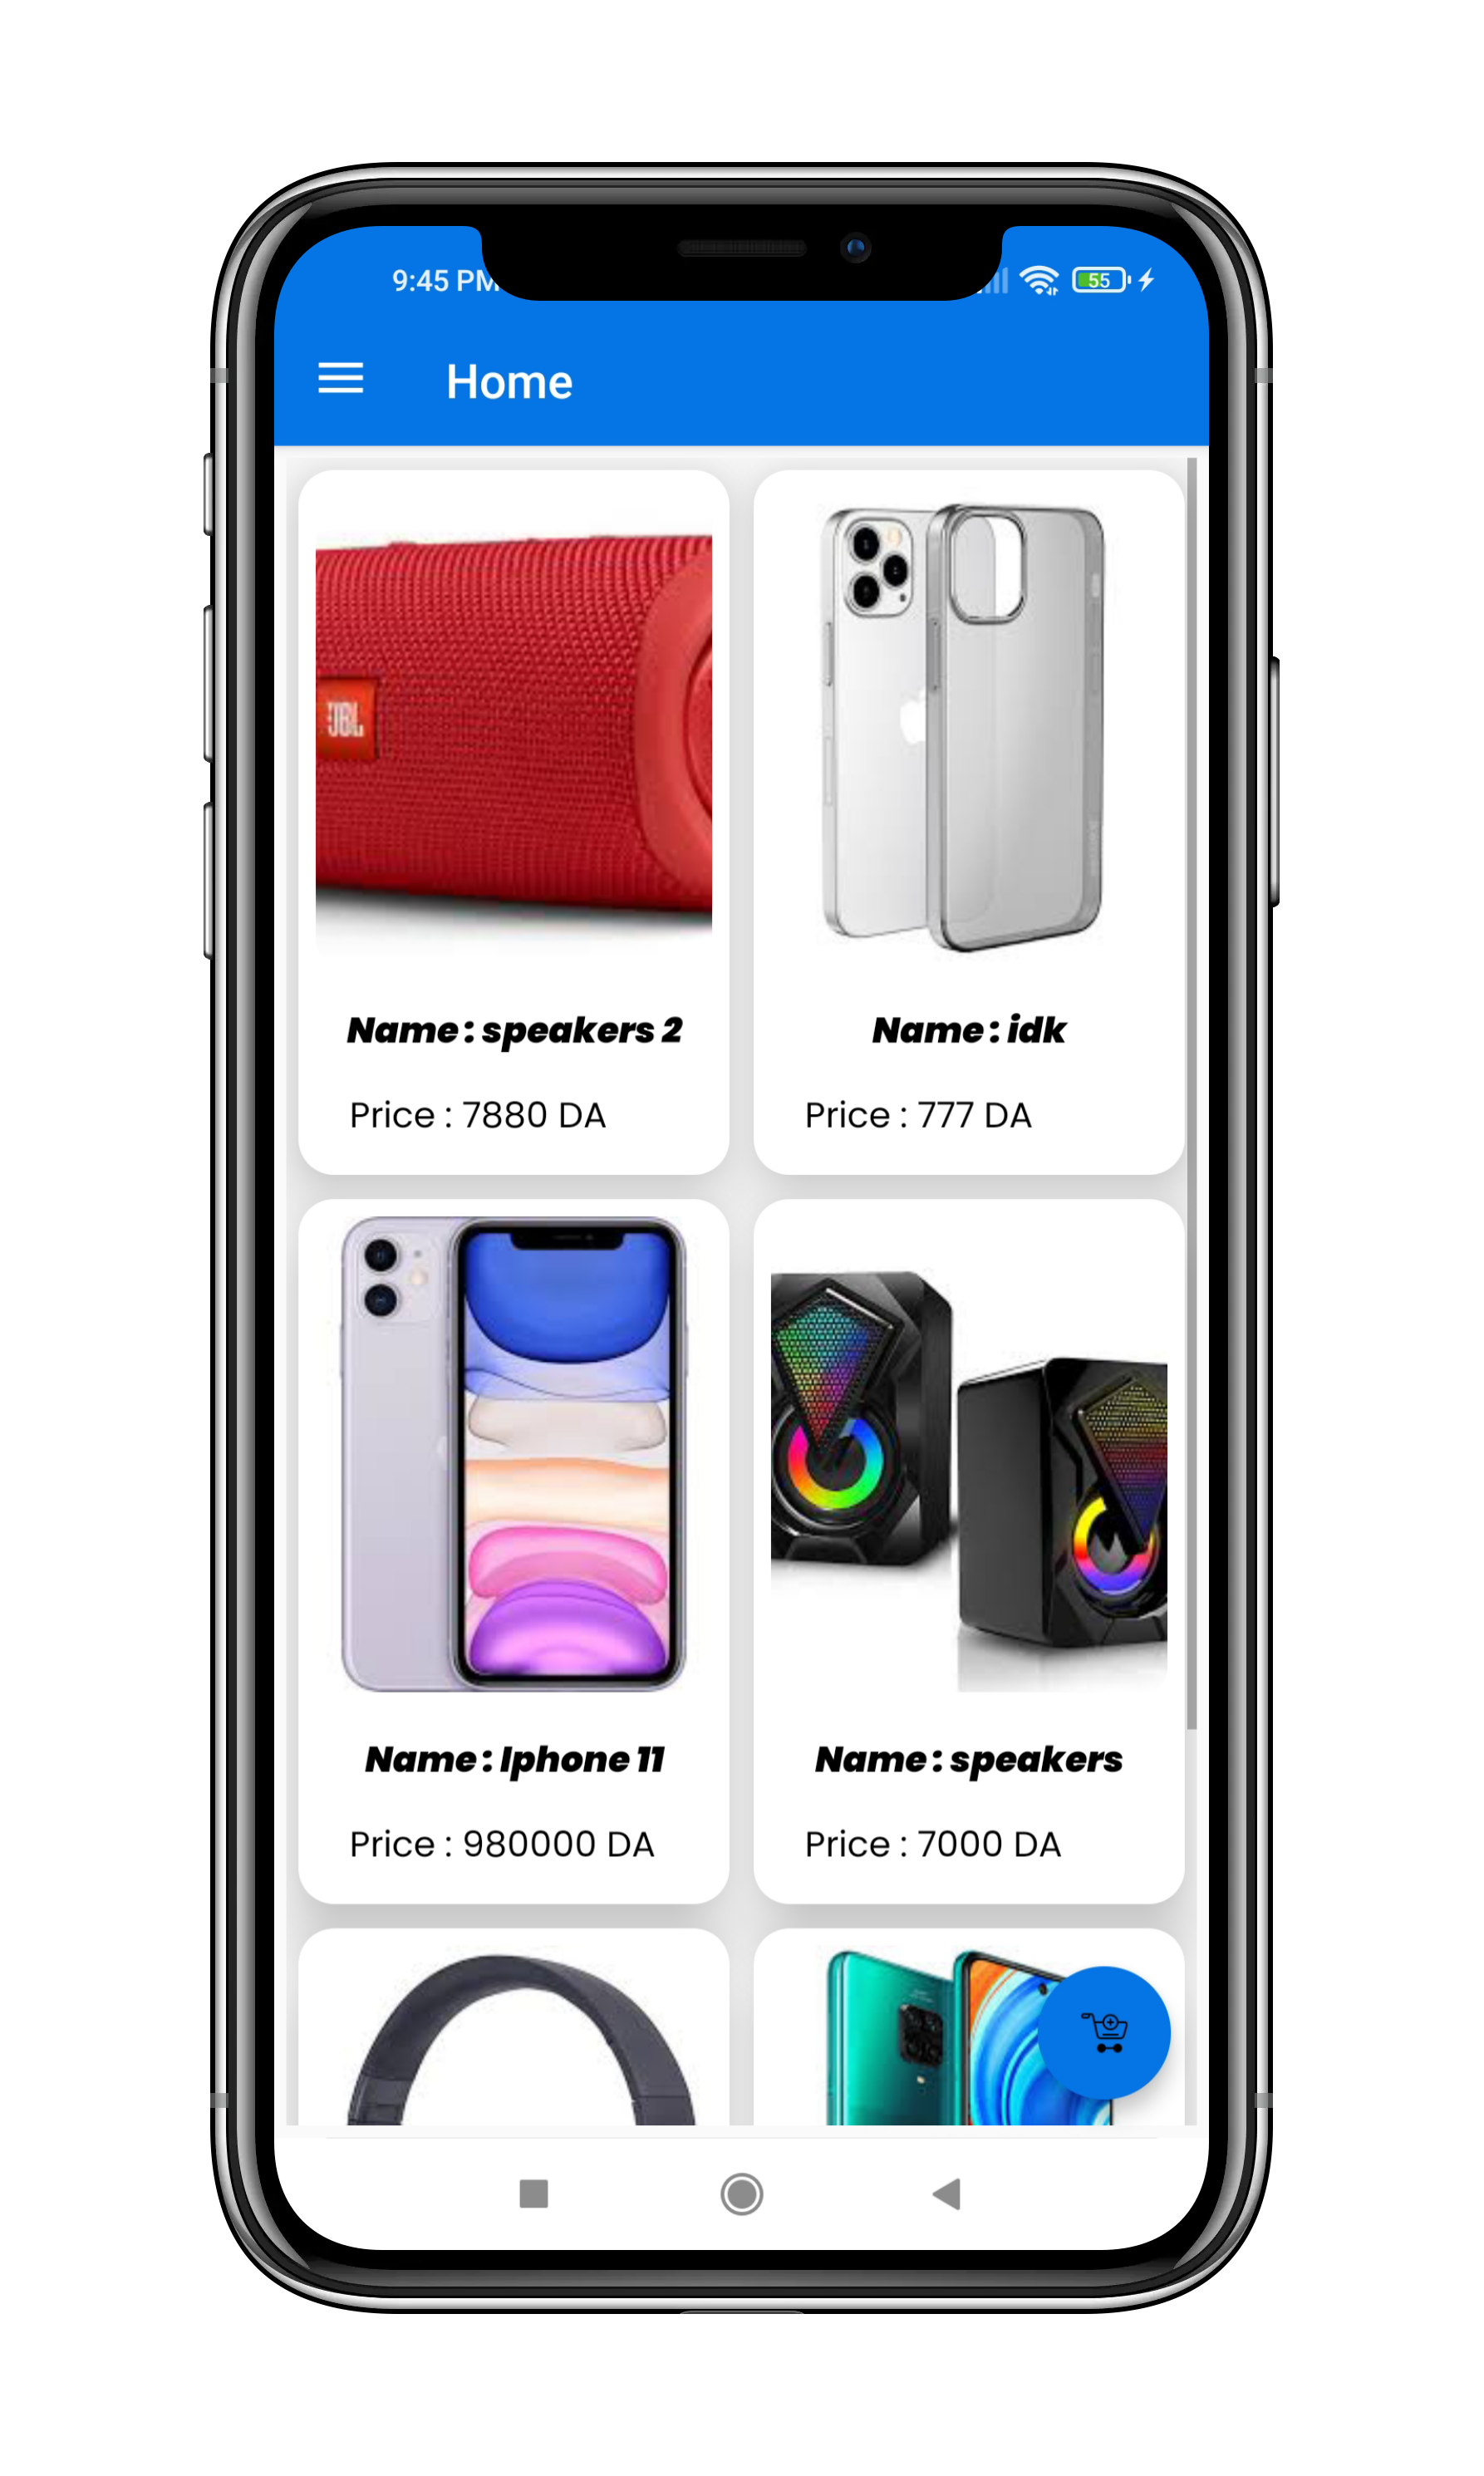 9:45 PM
55
Home
JBL
Name : speakers 2
Name : idk
Price : 7880 DA
Price : 777 DA
Name : Iphone 11
Name : speakers
Price : 980000 DA
Price : 7000 DA